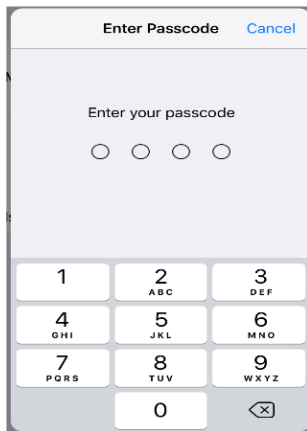 Enter Passcode Cancel
Enter your passcode
1 2 3
ABC DEF
4 5 6
GHI JKL MNO
7 8 9
PQRS TUV WXYZ
0